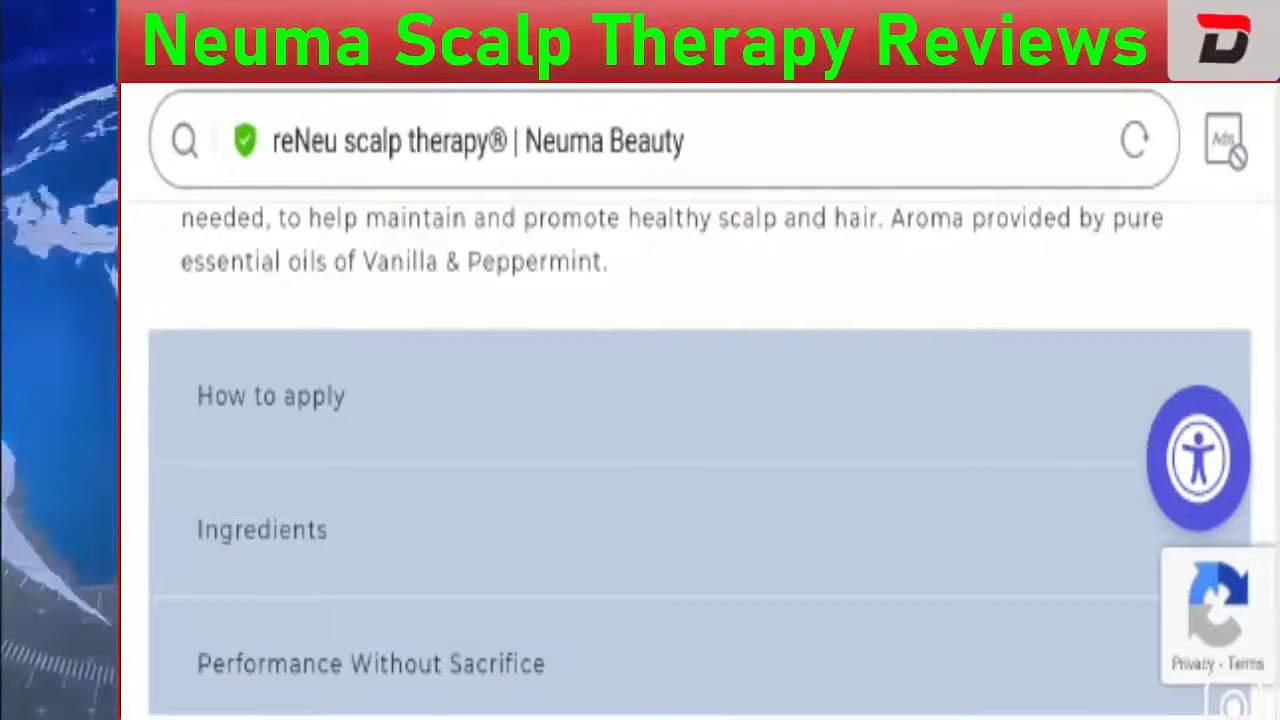 Neuma Scalp Therapy Reviews
D
reNeu scalp therapy® | Neuma Beauty
Ads
needed, to help maintain and promote healthy scalp and hair. Aroma provided by pure
essential oils of Vanilla & Peppermint.
How to apply
Ingredients
Performance Without Sacrifice
Privacy - Terms